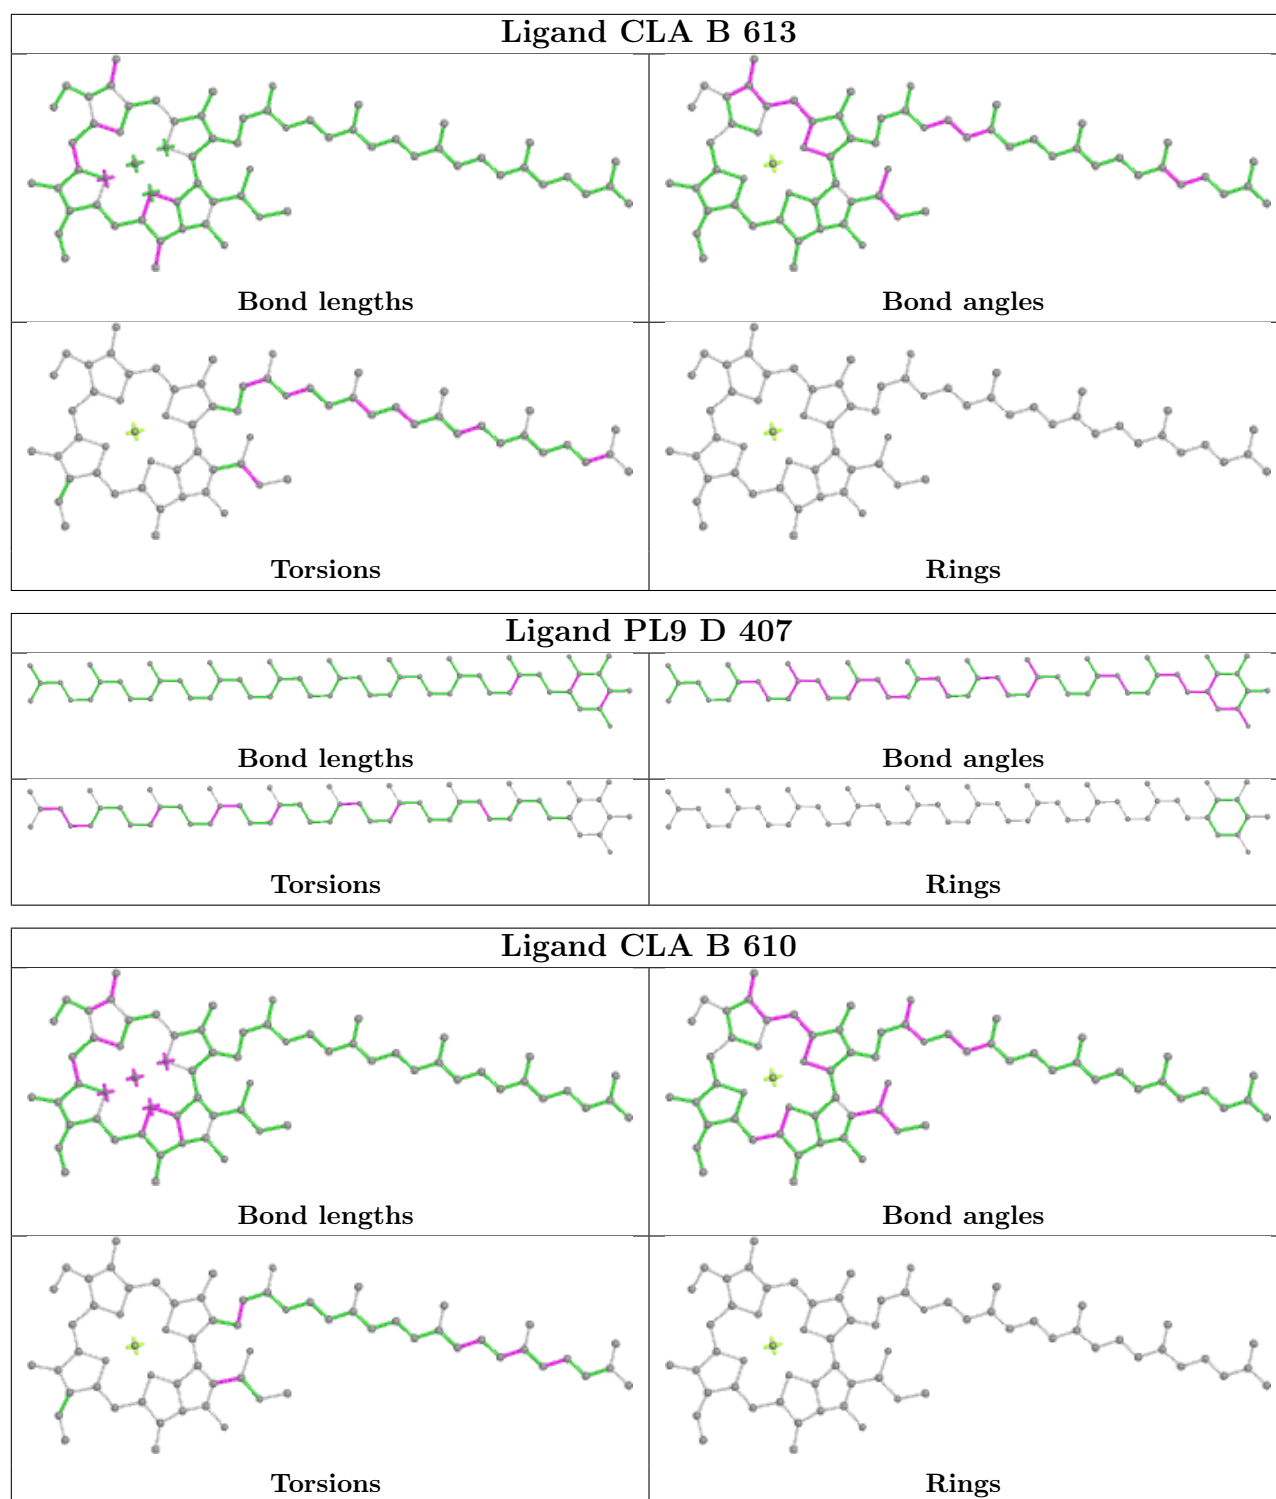 Ligand CLA B 613
Bond lengths
Bond angles
Torsions
Rings
Ligand PL9 D 407
Bond lengths
Bond angles
Torsions
Rings
Ligand CLA B 610
Bond lengths
Bond angles
Torsions
Rings